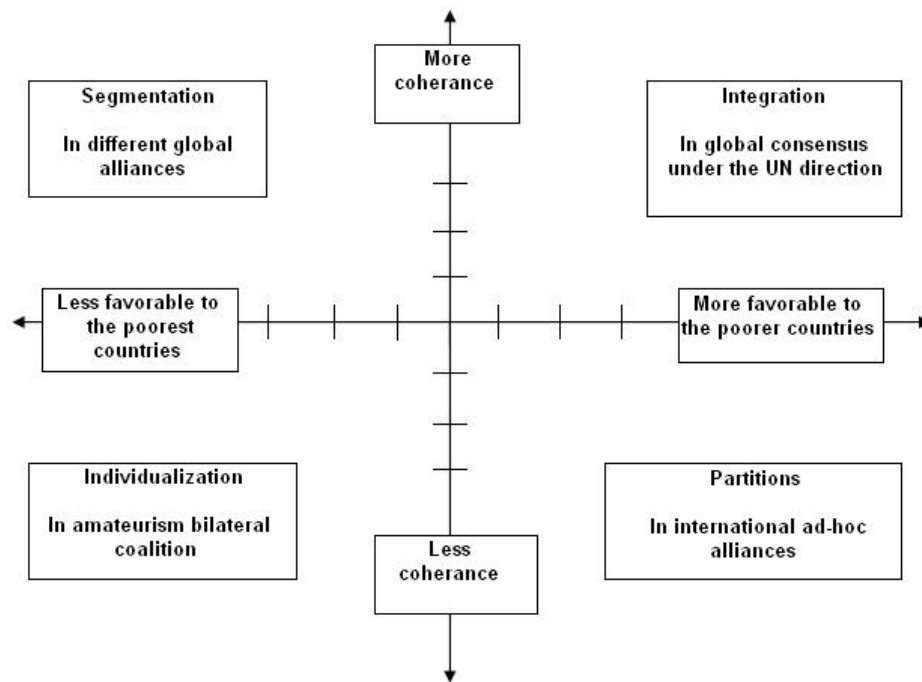 More
coherance
Segmentation
In different global
alliances
Integration
In global consensus
under the UN direction
Less favorable to
the poorest
countries
More favorable to
the poorer countries
Individualization
In amateurism bilateral
coalition
Partitions
In international ad-hoc
alliances
Less
coherance